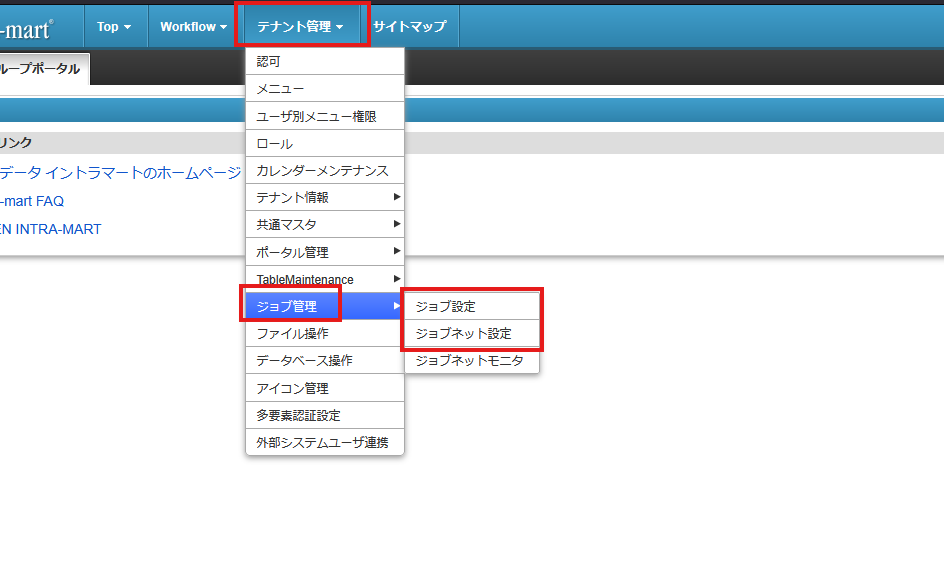 -mart®
Top
Workflow
テナント管理
サイトマップ
ループポータル
認可
メニュー
ユーザ別メニュー権限
リンク
ロール
データ イントラマートのホームページ
カレンダーメンテナンス
-mart FAQ
テナント情報
EN INTRA-MART
共通マスタ
ポータル管理
TableMaintenance
ジョブ管理
ジョブ設定
ファイル操作
ジョブネット設定
データベース操作
ジョブネットモニタ
アイコン管理
多要素認証設定
外部システムユーザ連携